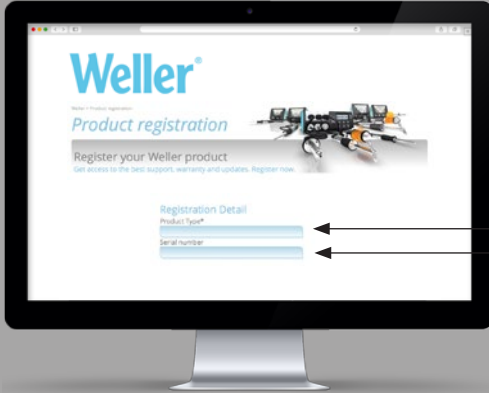 Weller®
Weller > Product registration
Product registration
Register your Weller product
Get access to the best support, warranty and updates. Register now.
Registration Detail
Product Type*
Serial number